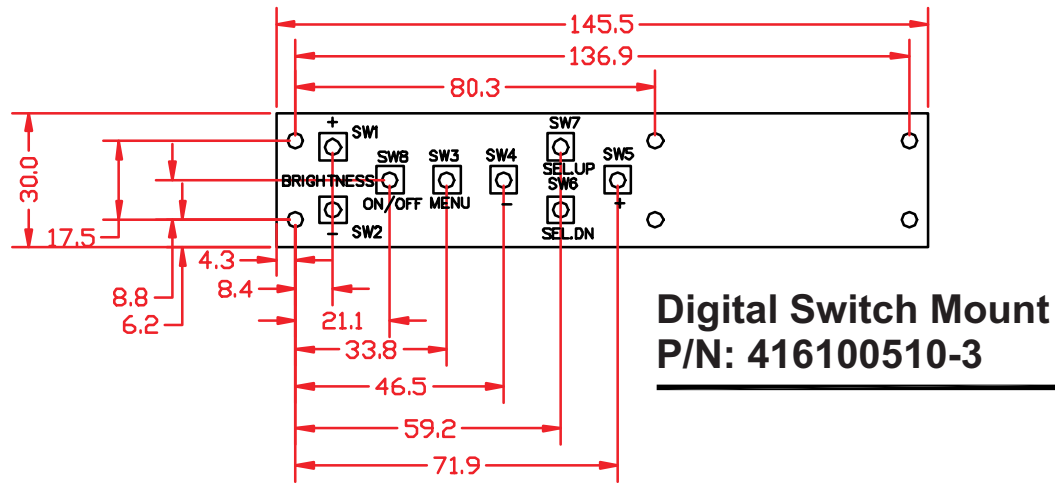 145.5
136.9
80.3
+
SW1
SW7
SW8
SW3
SW4
SEL.UP
SW5
30.0
BRIGHTNESS
SW6
ON/OFF
MENU
-
+
17.5
-
SW2
SEL.DN
4.3
8.4
8.8
6.2
21.1
33.8
46.5
59.2
71.9
Digital Switch Mount
P/N: 416100510-3